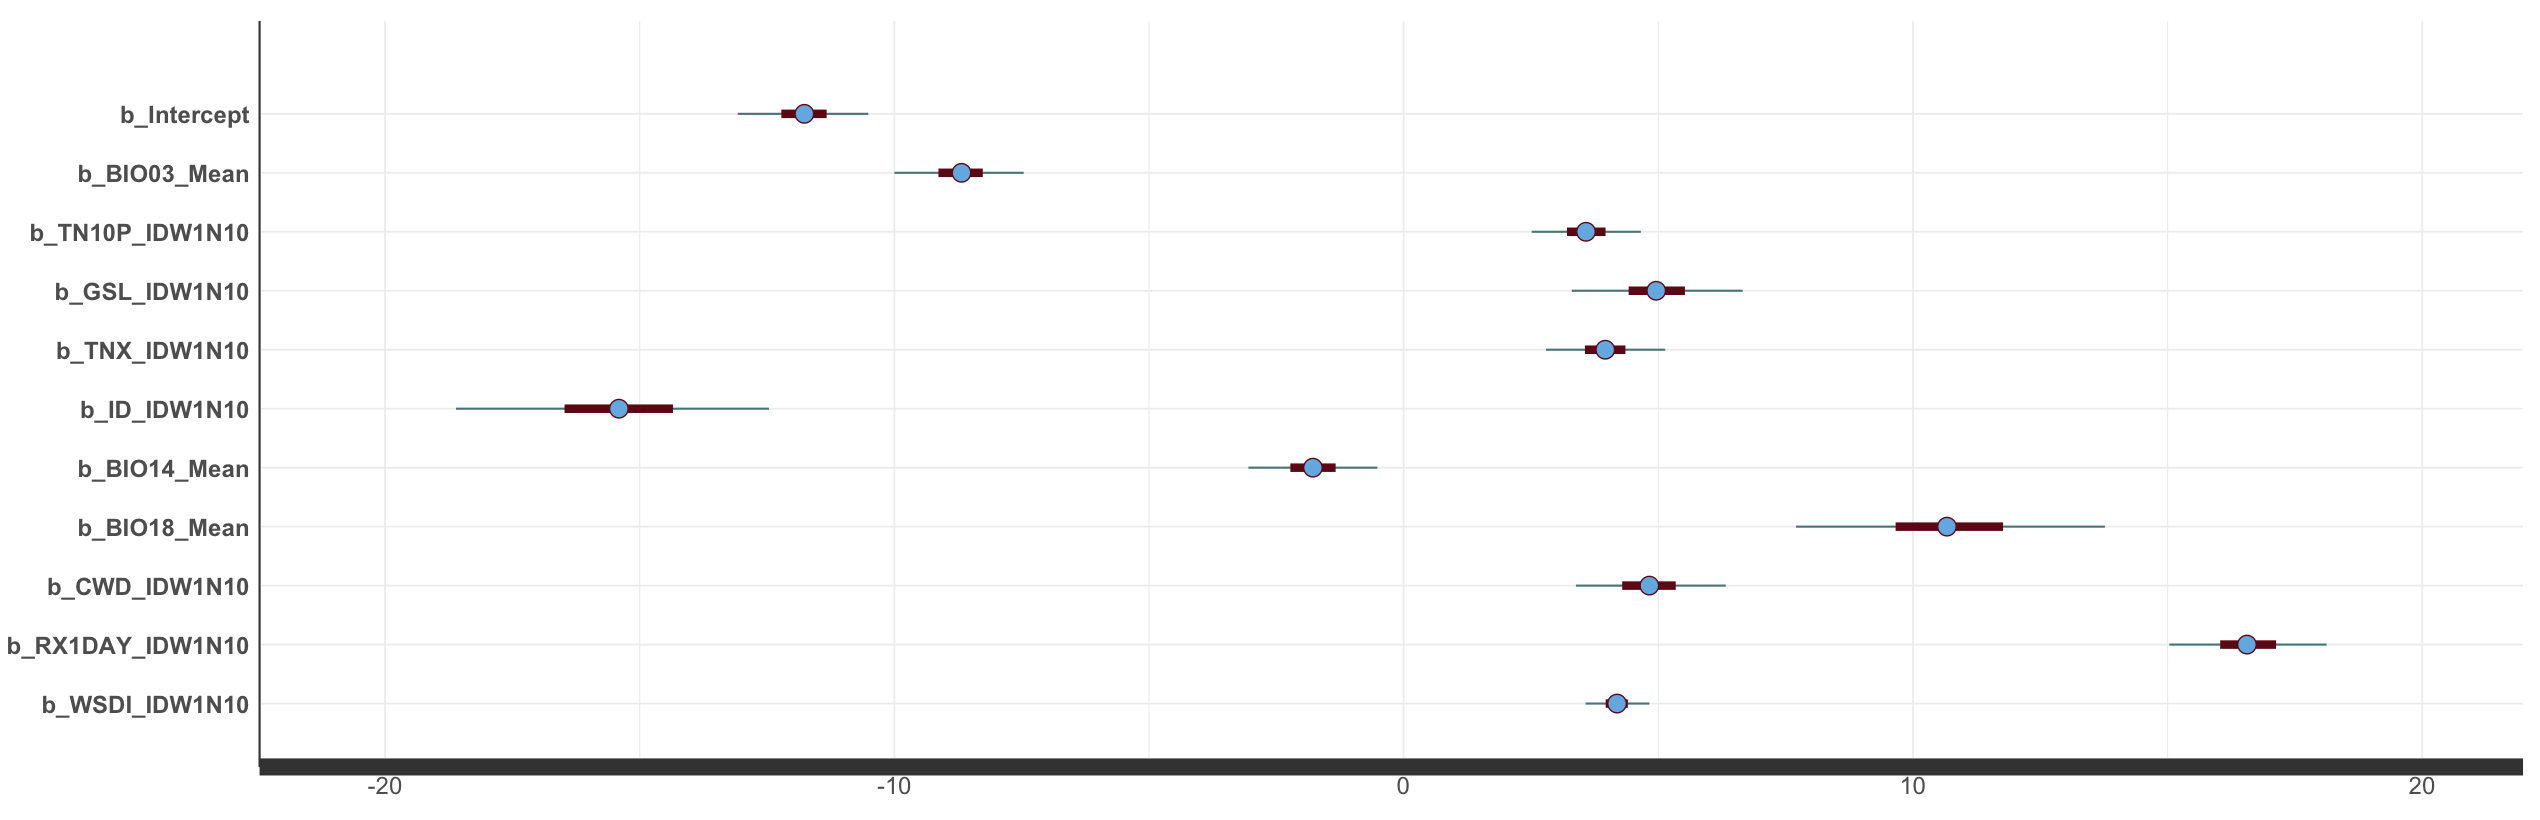 b_Intercept
b_BIO03_Mean
b_TN10P_IDW1N10
b_GSL_IDW1N10
b_TNX_IDW1N10
b_ID_IDW1N10
b_BIO14_Mean
b_BIO18_Mean
b_CWD_IDW1N10
b_RX1DAY_IDW1N10
b_WSDI_IDW1N10
-20 -10 0 10 20